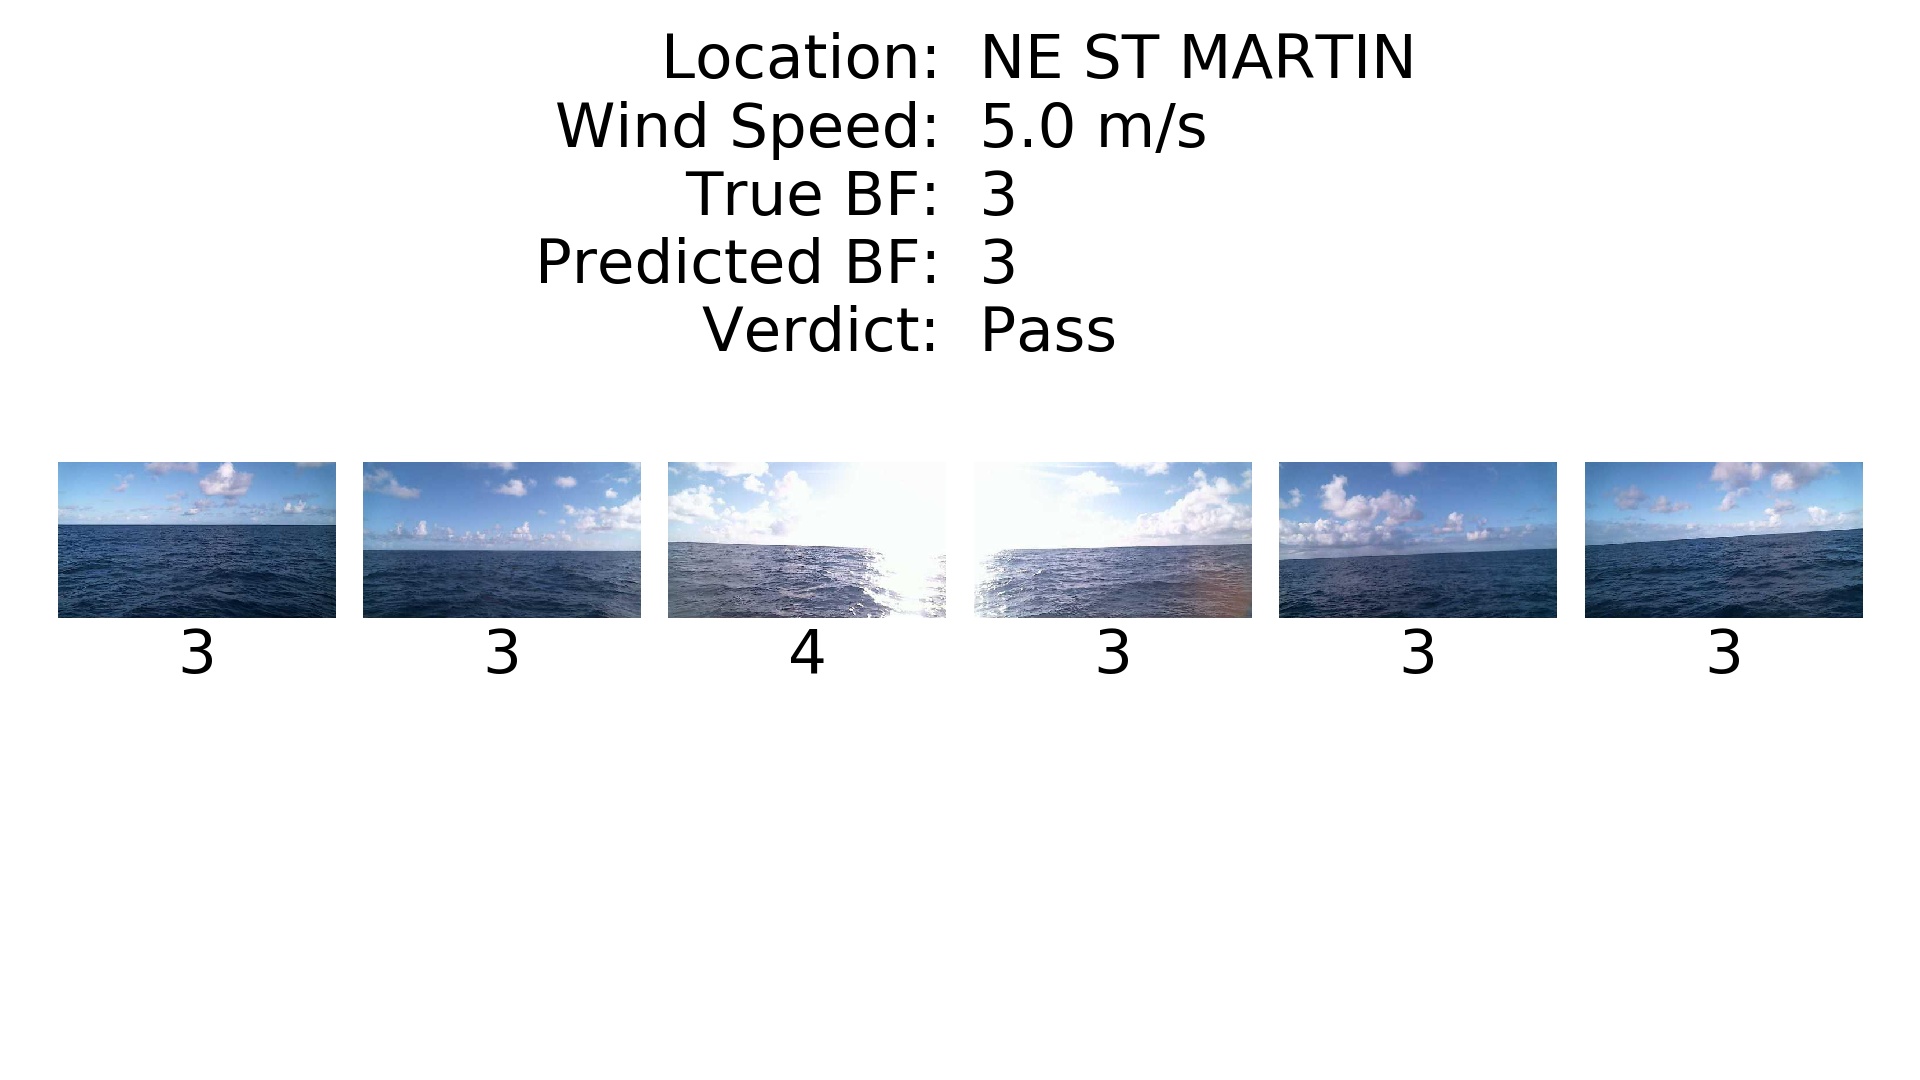 Location: NE ST MARTIN
Wind Speed: 5.0 m/s
True BF: 3
Predicted BF: 3
Verdict: Pass
3 3 4 3 3 3